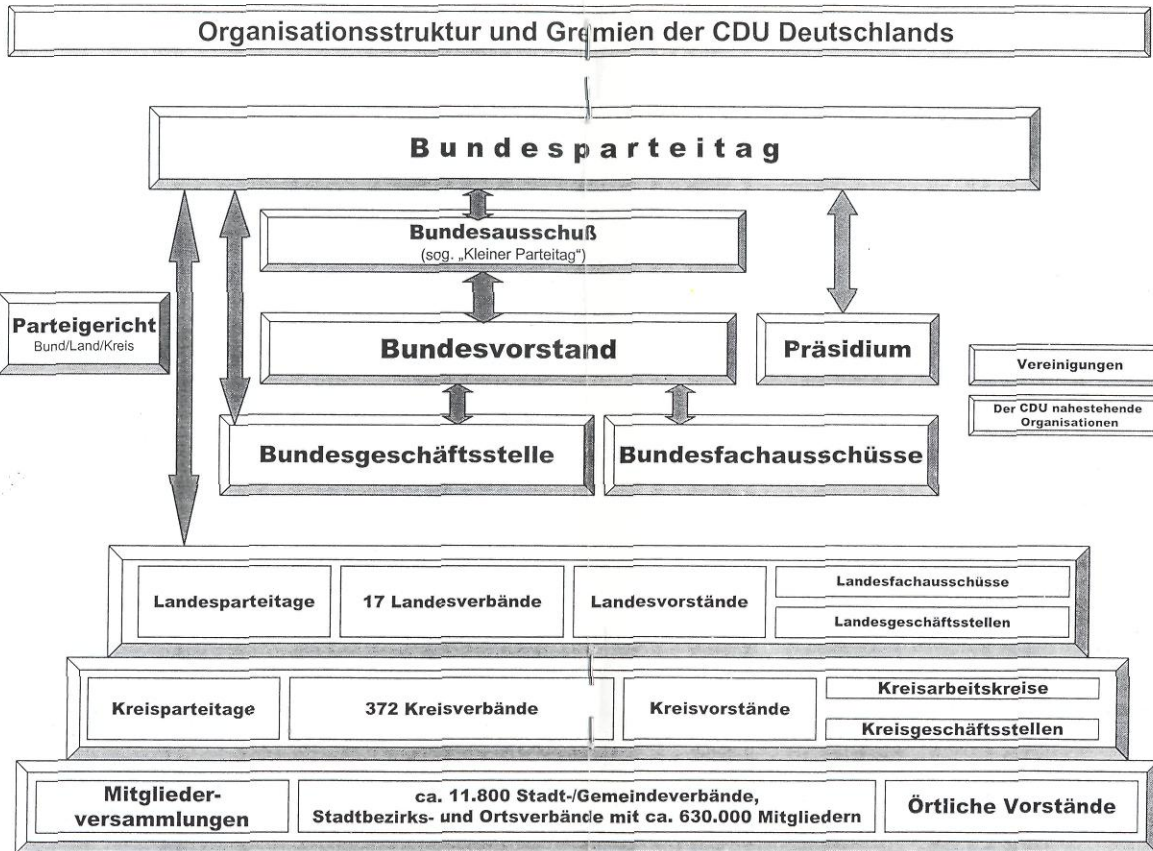 Organisationsstruktur und Gremien der CDU Deutschlands
Bundesparteitag
Bundesausschuß
(sog. „Kleiner Parteitag“)
Parteigericht
Bund/Land/Kreis
Bundesvorstand
Präsidium
Vereinigungen
Der CDU nahestehende
Organisationen
Bundesgeschäftsstelle
Bundesfachausschüsse
Landesparteitage
17 Landesverbände
Landesvorstände
Landesfachausschüsse
Landesgeschäftsstellen
Kreisparteitage
372 Kreisverbände
Kreisvorstände
Kreisarbeitskreise
Kreisgeschäftsstellen
Mitglieder-
versammlungen
ca. 11.800 Stadt-/Gemeindeverbände,
Stadtbezirks- und Ortsverbände mit ca. 630.000 Mitgliedern
Örtliche Vorstände